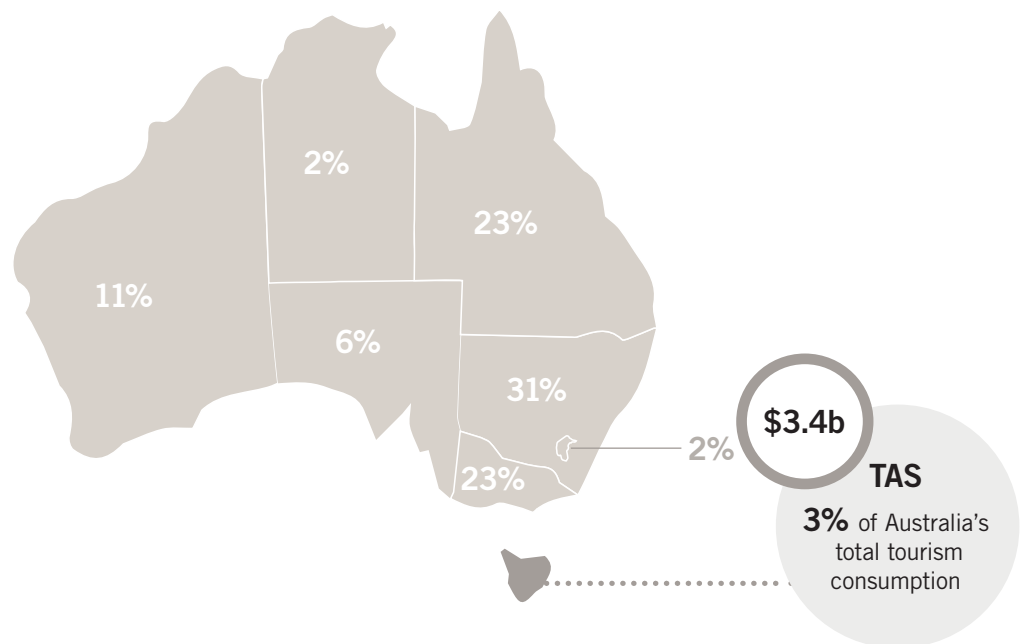 2%
23%
11%
6%
31%
2%
23%
$3.4b
TAS
3% of Australia's
total tourism
consumption